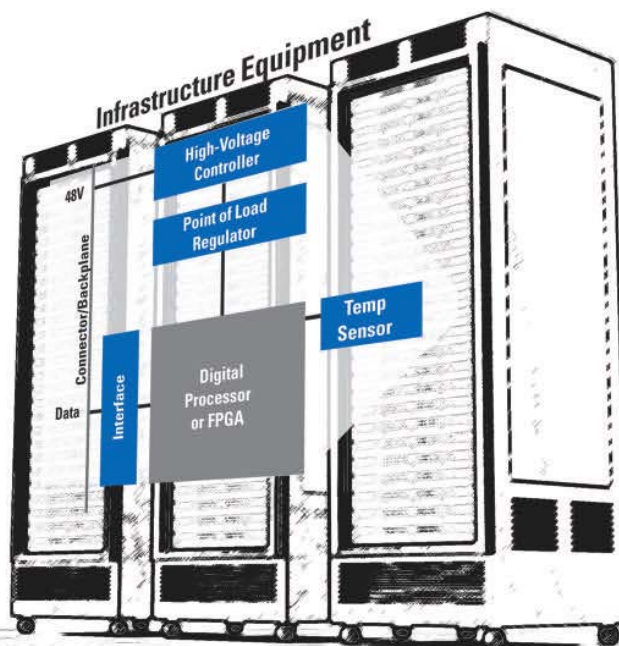 Infrastructure Equipment
High-Voltage
Controller
48V
Point of Load
Regulator
Connector/Backplane
Temp
Sensor
Interface
Digital
Processor
or FPGA
Data